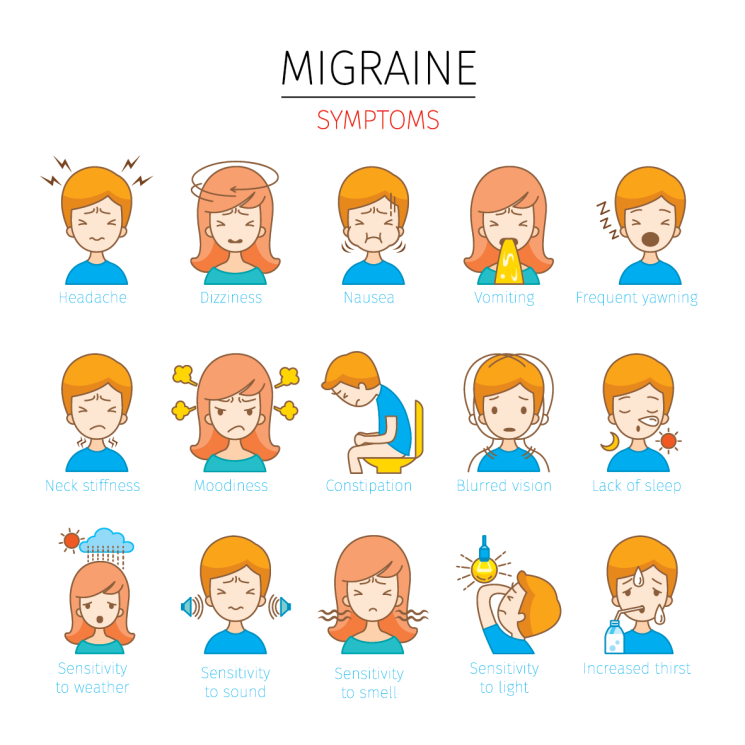 MIGRAINE
SYMPTOMS
Headache
Dizziness
Nausea
Vomiting
Frequent yawning
Neck stiffness
Moodiness
Constipation
Blurred vision
Lack of sleep
Sensitivity
to weather
Sensitivity
to sound
Sensitivity
to smell
Sensitivity
to light
Increased thirst